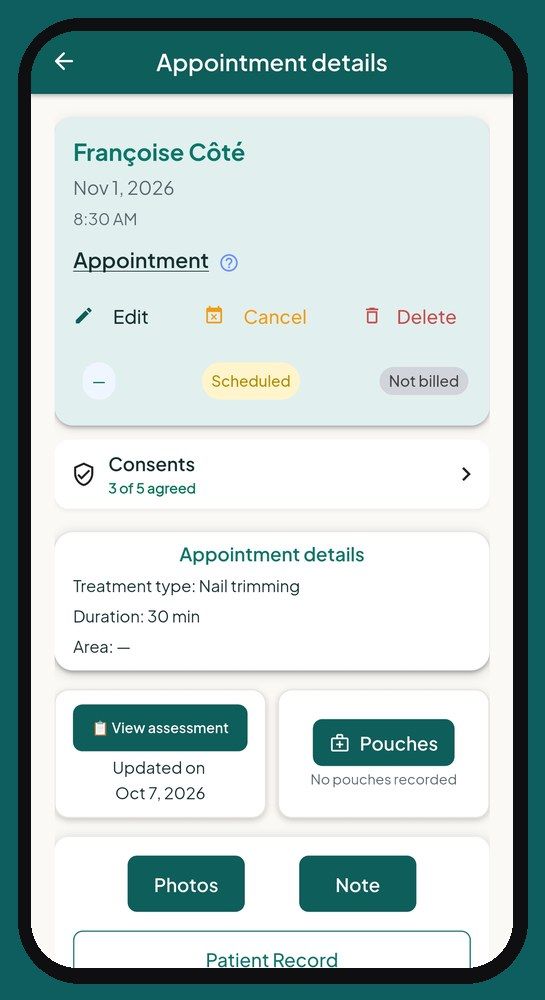 Appointment details
Françoise Côté
Nov 1, 2026
8:30 AM
Appointment
Edit Cancel Delete
— Scheduled Not billed
Consents
3 of 5 agreed
Appointment details
Treatment type: Nail trimming
Duration: 30 min
Area: —
View assessment
Updated on
Oct 7, 2026
Pouches
No pouches recorded
Photos Note
Patient Record